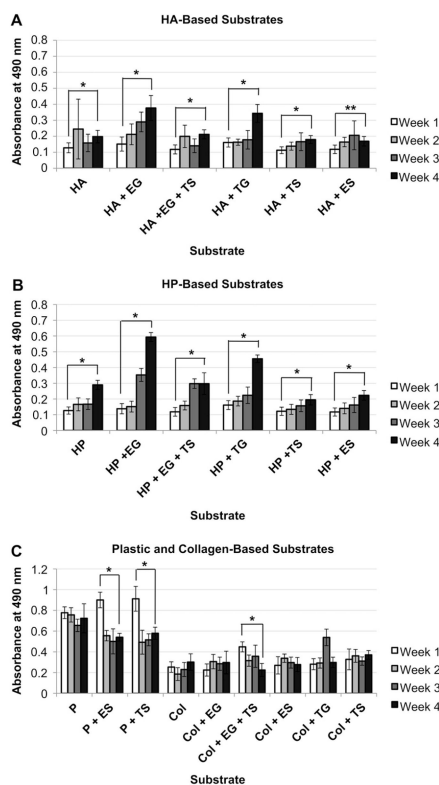 A
HA-Based Substrates
Absorbance at 490 nm
0.8
0.7
0.6
0.5
0.4
0.3
0.2
0.1
0
*
*
*
*
*
**
HA
HA + EG
HA +EG + TS
HA + TG
HA + TS
HA + ES
Substrate
Week 1
Week 2
Week 3
Week 4
B
HP-Based Substrates
Absorbance at 490 nm
0.8
0.7
0.6
0.5
0.4
0.3
0.2
0.1
0
*
*
*
*
*
*
HP
HP +EG
HP + EG + TS
HP + TG
HP +TS
HP + ES
Substrate
Week 1
Week 2
Week 3
Week 4
C
Plastic and Collagen-Based Substrates
Absorbance at 490 nm
1.2
1
0.8
0.6
0.4
0.2
0
*
*
*
P
P + ES
P + TS
Col
Col + EG
Col + EG + TS
Col + ES
Col + TG
Col + TS
Substrate
Week 1
Week 2
Week 3
Week 4